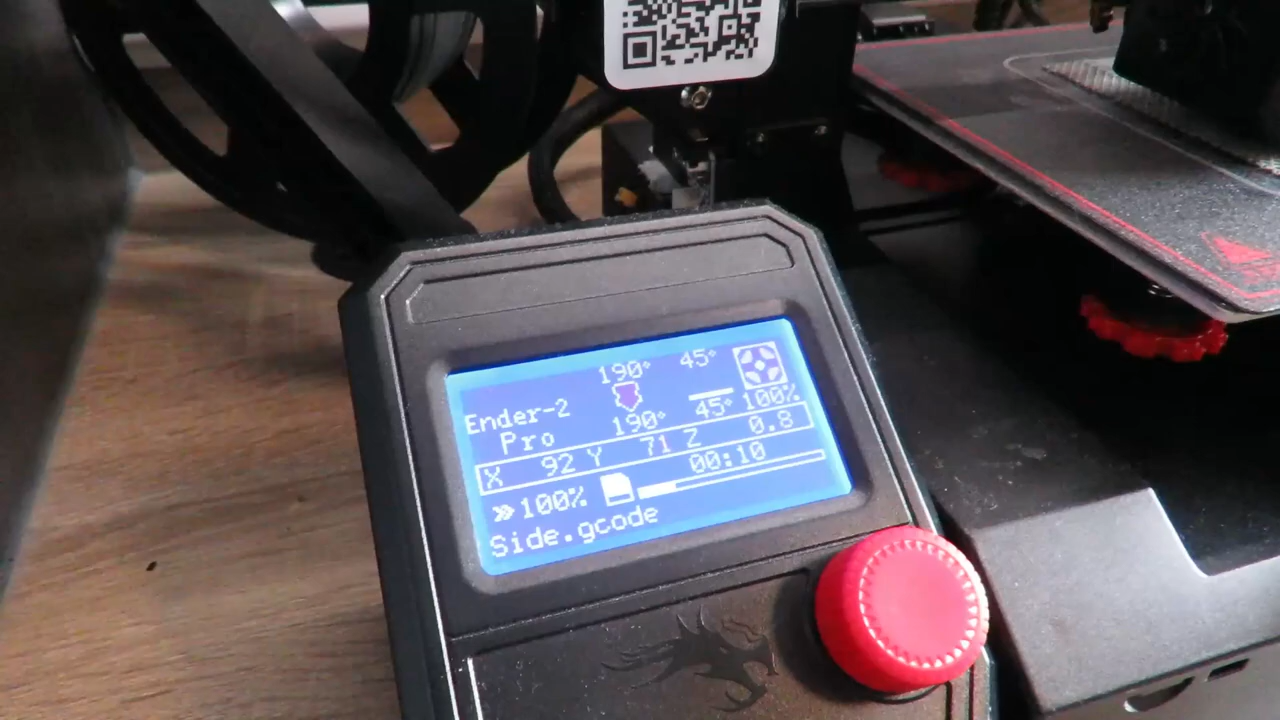 190° 45°
Ender-2 Pro
190° 45° 100%
X 92 Y 71 Z 0.8
»100% 00:10
Side.gcode